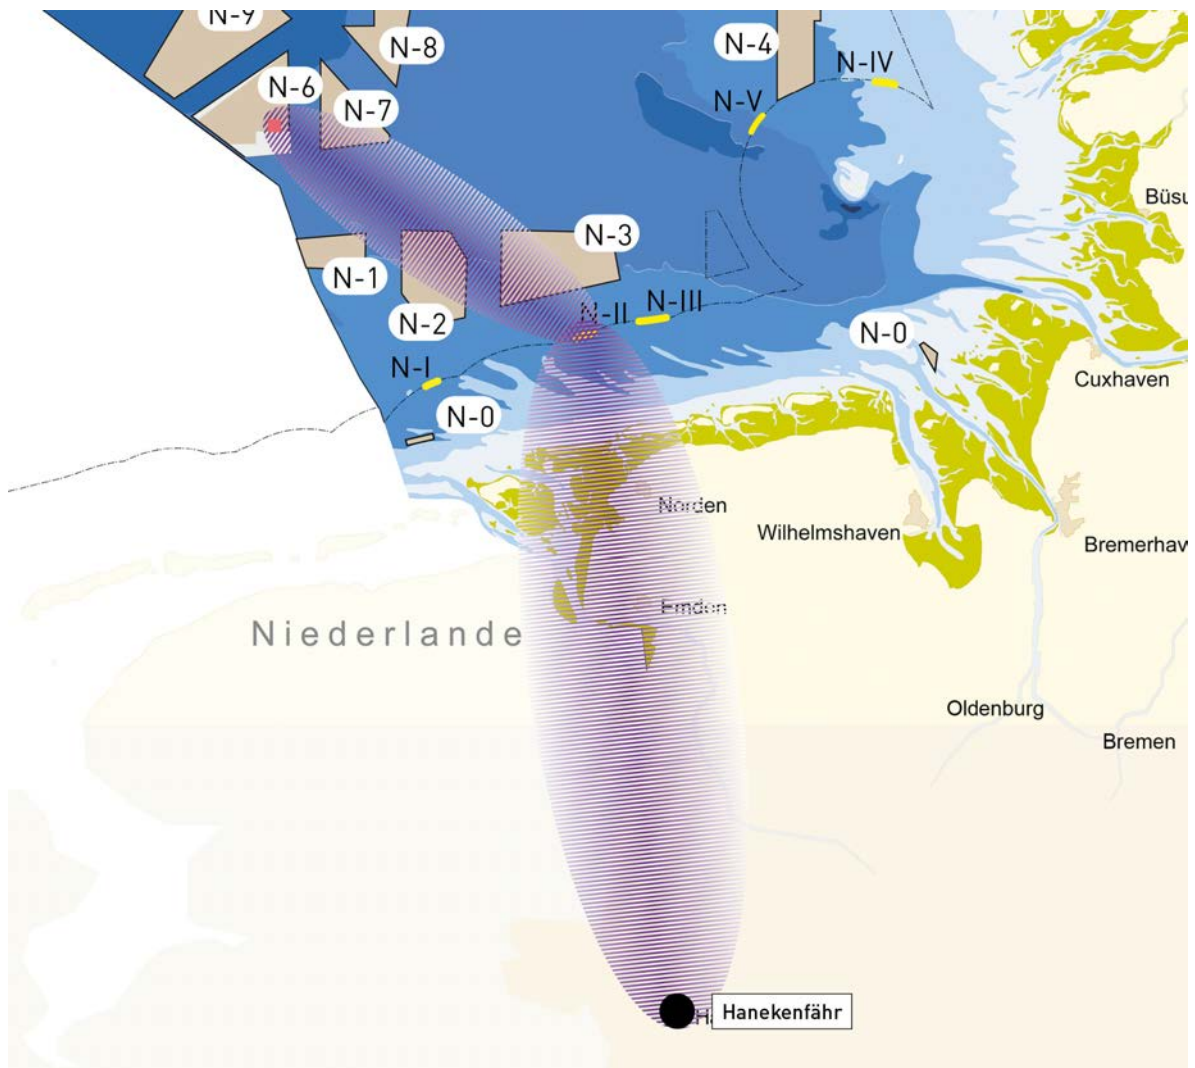 N-9
N-8
N-4
N-IV
N-6
N-7
N-V
Büsu
N-3
N-1
N-2
N-II
N-III
N-I
N-0
Cuxhaven
N-0
Norden
Wilhelmshaven
Bremerhav
Emden
Niederlande
Oldenburg
Bremen
Hanekenfähr